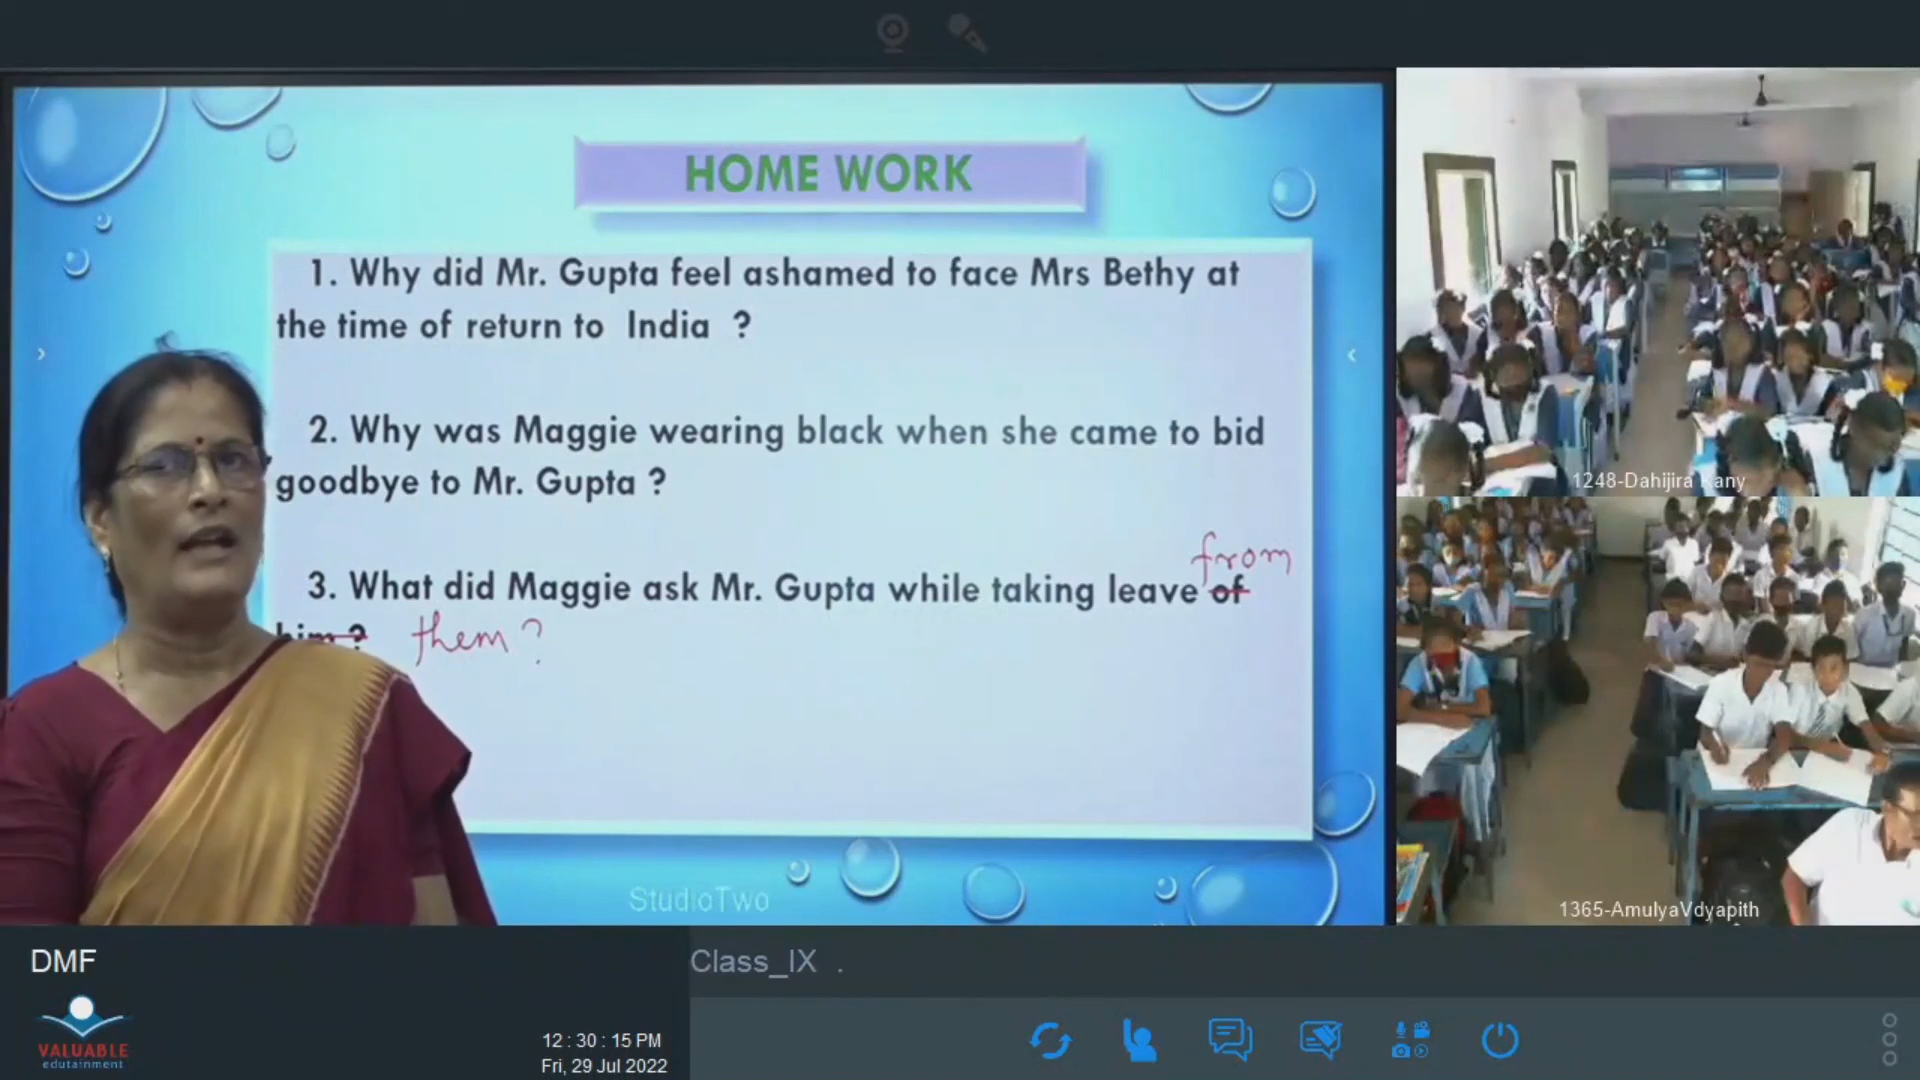 HOME WORK
1. Why did Mr. Gupta feel ashamed to face Mrs Bethy at
the time of return to India ?
2. Why was Maggie wearing black when she came to bid
goodbye to Mr. Gupta ?
from
3. What did Maggie ask Mr. Gupta while taking leave of
him ? them ?
StudioTwo
1248-Dahijira Kany
1365-AmulyaVdyapith
DMF
Class_IX .
VALUABLE
edutainment
12 : 30 : 15 PM
Fri, 29 Jul 2022